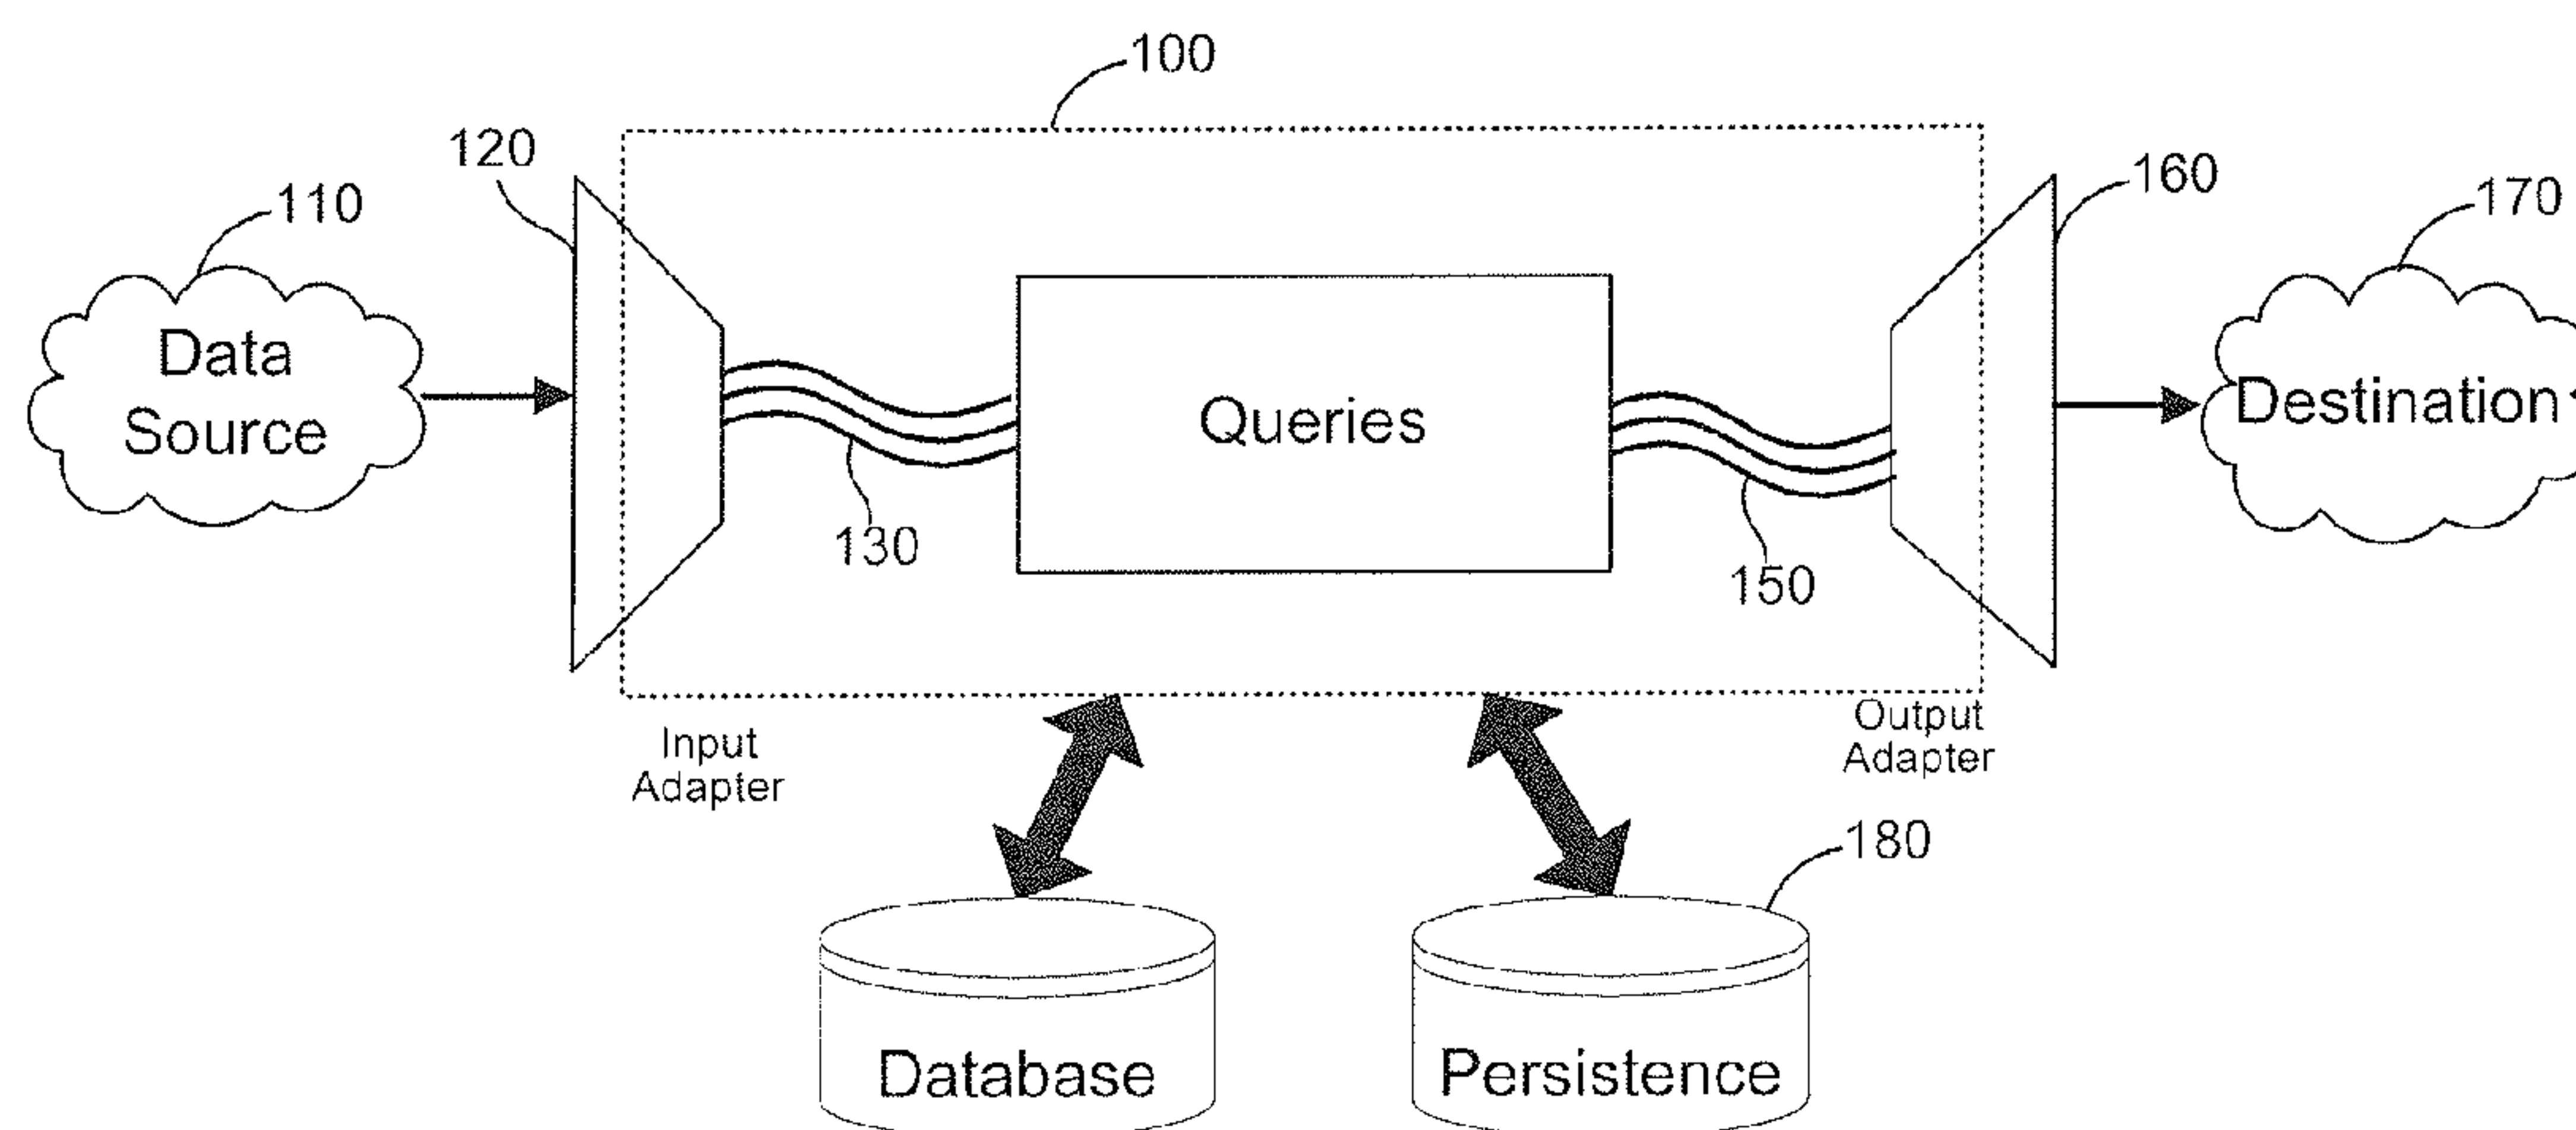 100
120
160
110
170
Data
Source
Queries
Destination
130
150
Input
Adapter
Output
Adapter
180
Database
Persistence